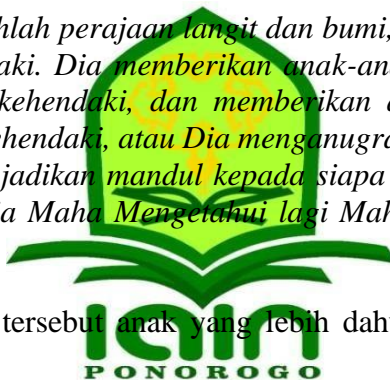 hlah perajaan langit dan bumi,
aki. Dia memberikan anak-an
kehendaki, dan memberikan
hendaki, atau Dia menganugra
jadikan mandul kepada siapa
a Maha Mengetahui lagi Mah
tersebut anak yang lebih dah
iain
PONOROGO